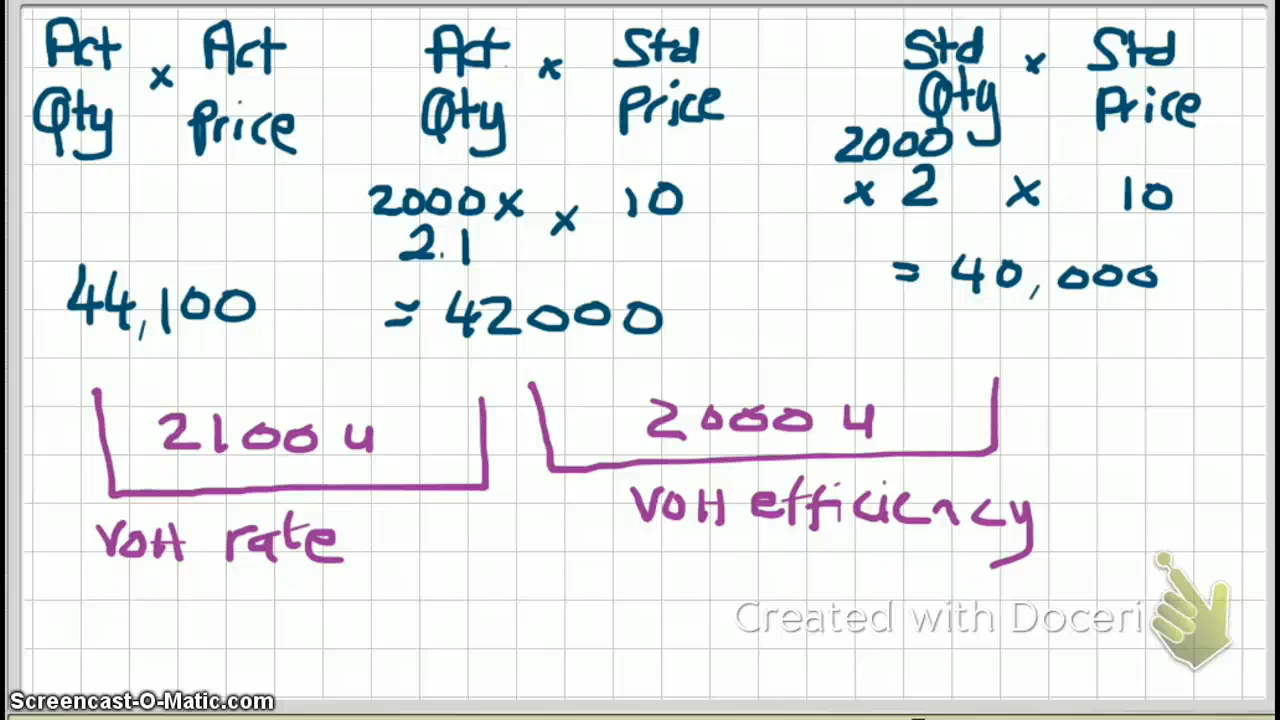 Act × Act Act × Std Std × Std
Qty Price Qty Price Qty Price
2000
2000 x × 10 × 2 × 10
2.1
= 40,000
44,100 = 42000
2100 u 2000 u
VOH rate VOH efficiency
Created with Doceri
Screencast-O-Matic.com